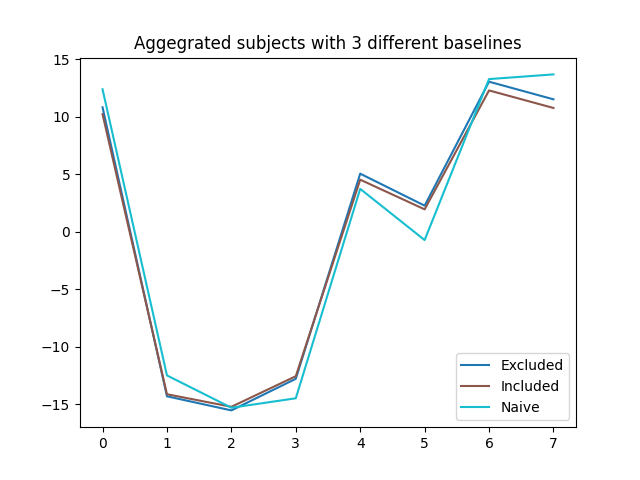 Aggegrated subjects with 3 different baselines
15
10
5
0
−5
−10
−15
0 1 2 3 4 5 6 7
Excluded
Included
Naive